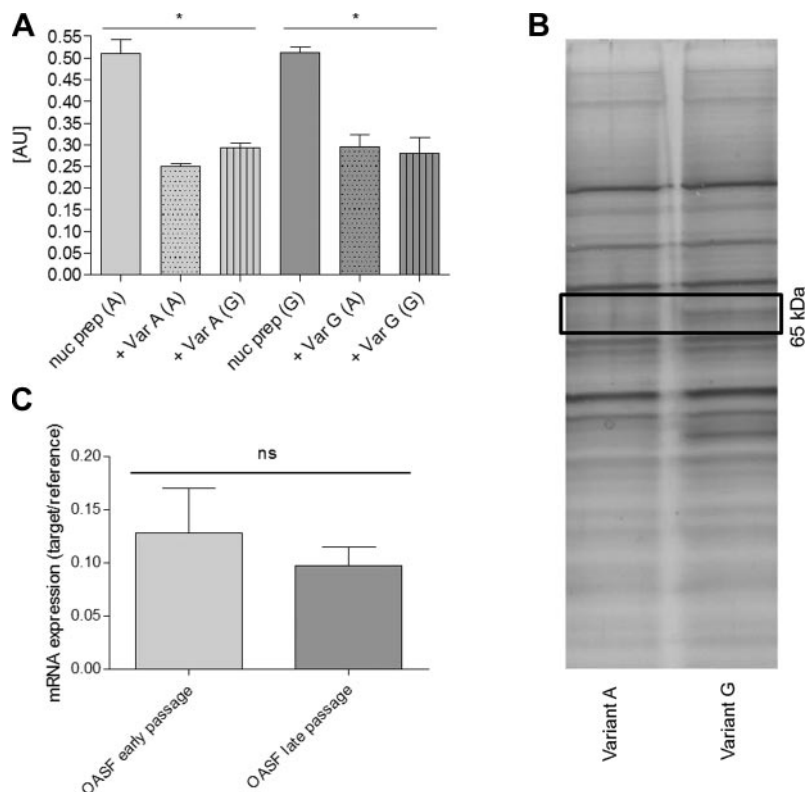 A
*
*
[AU]
0.55
0.50
0.45
0.40
0.35
0.30
0.25
0.20
0.15
0.10
0.05
0.00
nuc prep (A)
+ Var A (A)
+ Var A (G)
nuc prep (G)
+ Var G (A)
+ Var G (G)
B
65 kDa
Variant A
Variant G
C
mRNA expression (target/reference)
ns
0.20
0.15
0.10
0.05
0.00
OASF early passage
OASF late passage